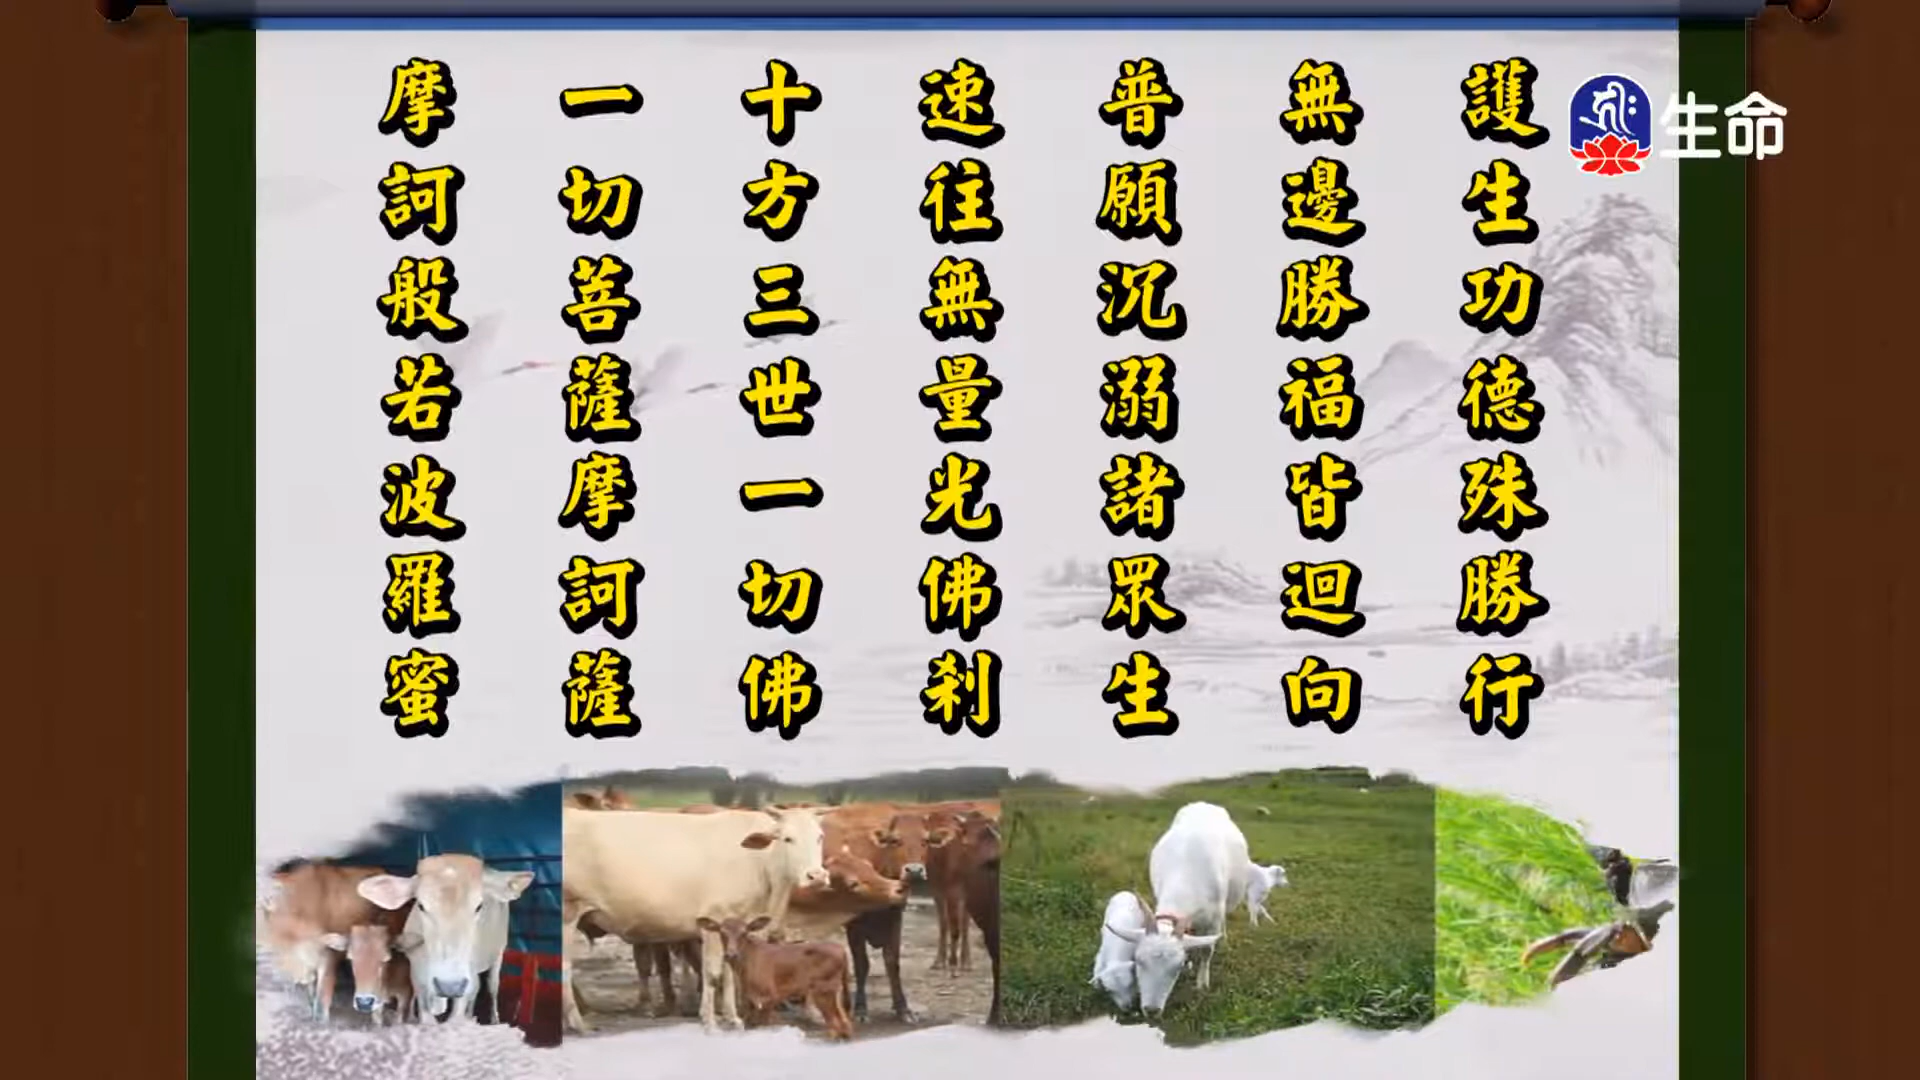 護生功德殊勝行
無邊勝福皆迴向
普願沉溺諸眾生
速往無量光佛剎
十方三世一切佛
一切菩薩摩訶薩
摩訶般若波羅蜜
生命